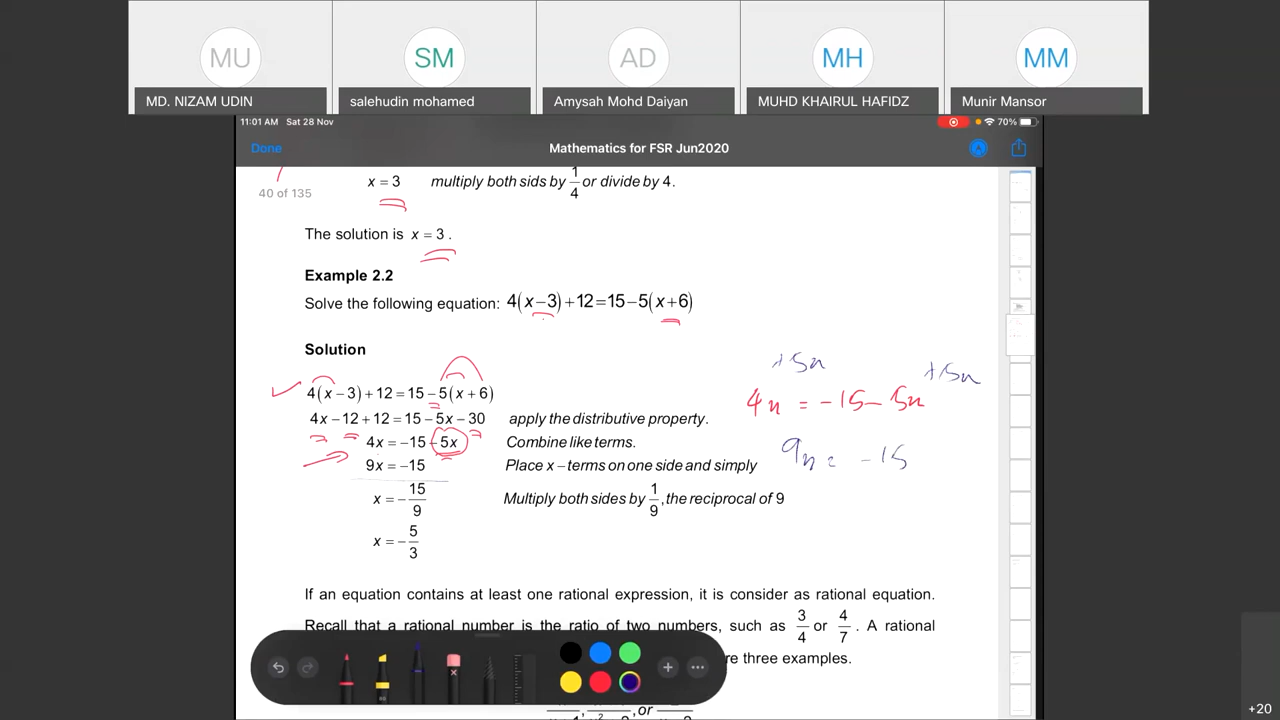 MU SM AD MH MM
MD. NIZAM UDIN salehudin mohamed Amysah Mohd Daiyan MUHD KHAIRUL HAFIDZ Munir Mansor
11:01 AM Sat 28 Nov 70%
Done Mathematics for FSR Jun2020
40 of 135
x = 3 multiply both sids by 1/4 or divide by 4.
The solution is x = 3 .
Example 2.2
Solve the following equation: 4(x−3)+12=15−5(x+6)
Solution
+5x +5x
4(x−3)+12=15−5(x+6)
4x = −15−5x
4x−12+12=15−5x−30 apply the distributive property.
4x=−15−5x Combine like terms.
9x = −15
9x=−15 Place x−terms on one side and simply
x=−15/9 Multiply both sides by 1/9, the reciprocal of 9
x=−5/3
If an equation contains at least one rational expression, it is consider as rational equation.
Recall that a rational number is the ratio of two numbers, such as 3/4 or 4/7. A rational
re three examples.
, or
+20